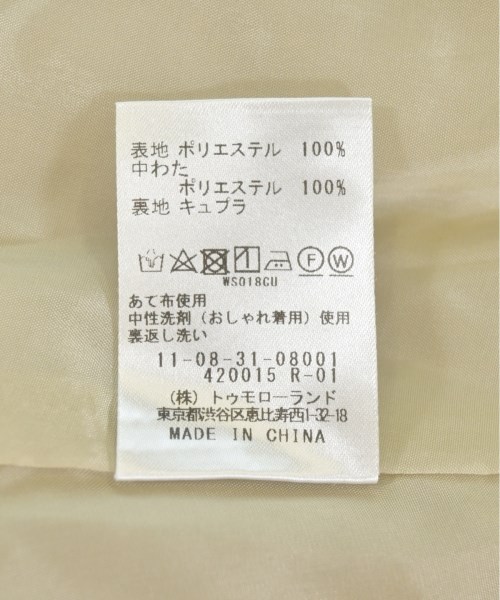 表地 ポリエステル 100%
中わた
ポリエステル 100%
裏地 キュプラ
F W
WS018CU
あて布使用
中性洗剤(おしゃれ着用)使用
裏返し洗い
11-08-31-08001
420015 R-01
(株)トゥモローランド
東京都渋谷区恵比寿西1-32-18
MADE IN CHINA